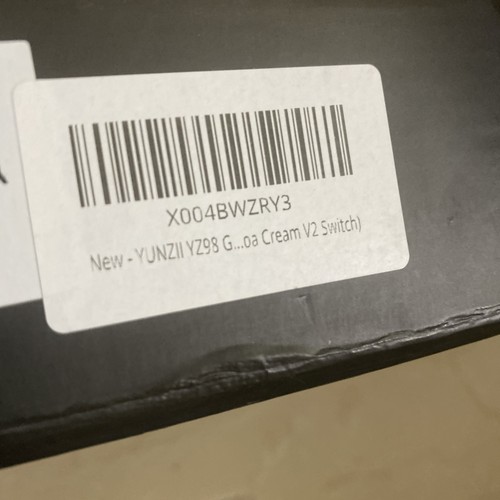 X004BWZRY3
New - YUNZII YZ98 G...oa Cream V2 Switch)